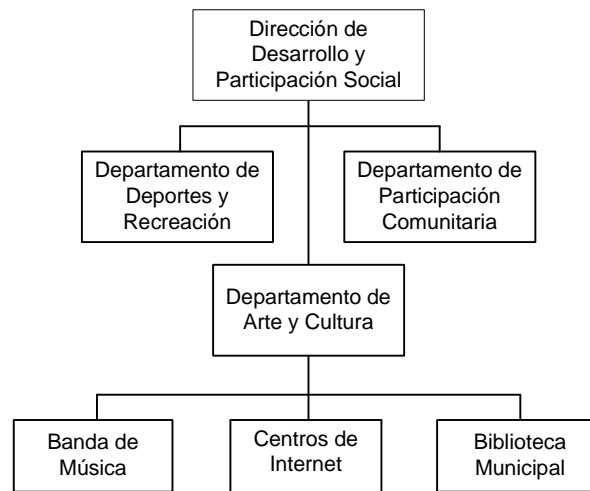 Dirección de
Desarrollo y
Participación Social
Departamento de
Deportes y
Recreación
Departamento de
Participación
Comunitaria
Departamento de
Arte y Cultura
Banda de
Música
Centros de
Internet
Biblioteca
Municipal